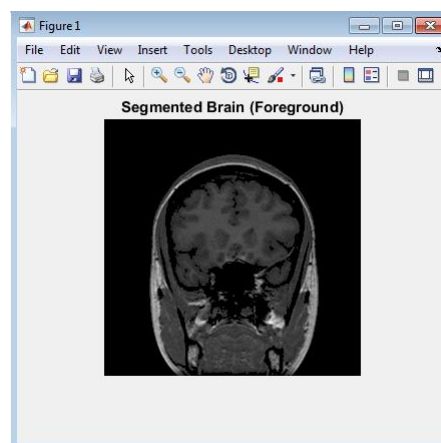 Figure 1
File Edit View Insert Tools Desktop Window Help
Segmented Brain (Foreground)